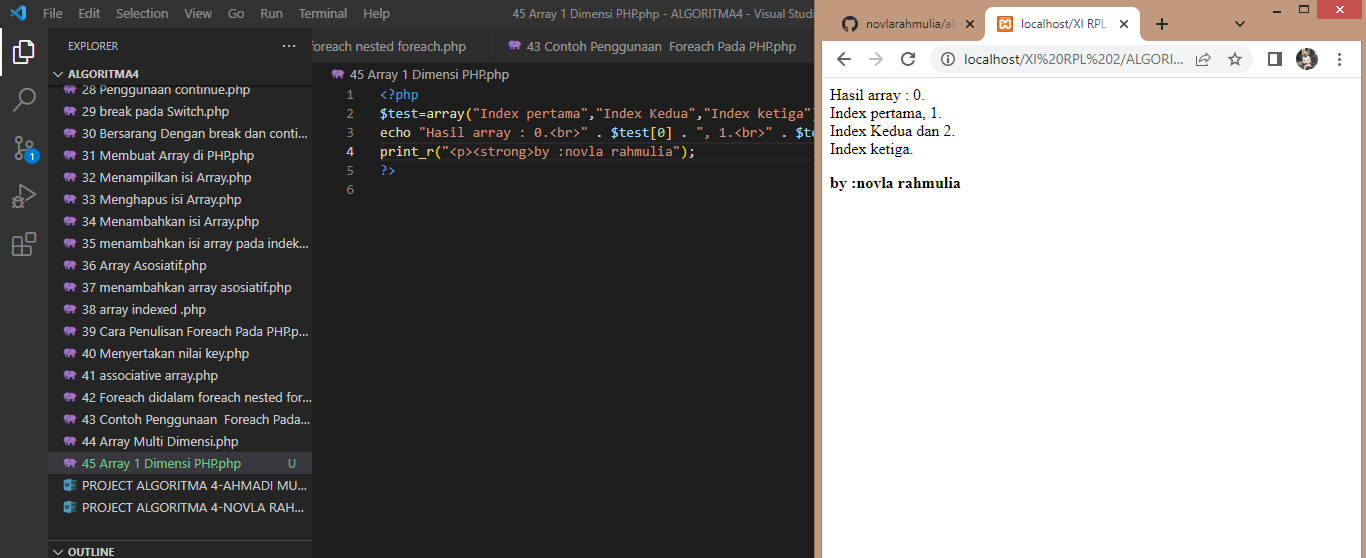 File Edit Selection View Go Run Terminal Help
45 Array 1 Dimensi PHP.php - ALGORITMA4 - Visual Studi
EXPLORER
ALGORITMA4
28 Penggunaan continue.php
29 break pada Switch.php
30 Bersarang Dengan break dan conti...
31 Membuat Array di PHP.php
32 Menampilkan isi Array.php
33 Menghapus isi Array.php
34 Menambahkan isi Array.php
35 menambahkan isi array pada indek...
36 Array Asosiatif.php
37 menambahkan array asosiatif.php
38 array indexed .php
39 Cara Penulisan Foreach Pada PHP.p...
40 Menyertakan nilai key.php
41 associative array.php
42 Foreach didalam foreach nested for...
43 Contoh Penggunaan  Foreach Pada...
44 Array Multi Dimensi.php
45 Array 1 Dimensi PHP.php U
PROJECT ALGORITMA 4-AHMADI MU...
PROJECT ALGORITMA 4-NOVLA RAH...
OUTLINE
1
foreach nested foreach.php
43 Contoh Penggunaan  Foreach Pada PHP.php
45 Array 1 Dimensi PHP.php
1 <?php
2 $test=array("Index pertama","Index Kedua","Index ketiga")
3 echo "Hasil array : 0.<br>" . $test[0] . ", 1.<br>" . $te
4 print_r("<p><strong>by :novla rahmulia");
5 ?>
6
novlarahmulia/al
localhost/XI RPL
localhost/XI%20RPL%202/ALGORI...
Hasil array : 0.
Index pertama, 1.
Index Kedua dan 2.
Index ketiga.
by :novla rahmulia